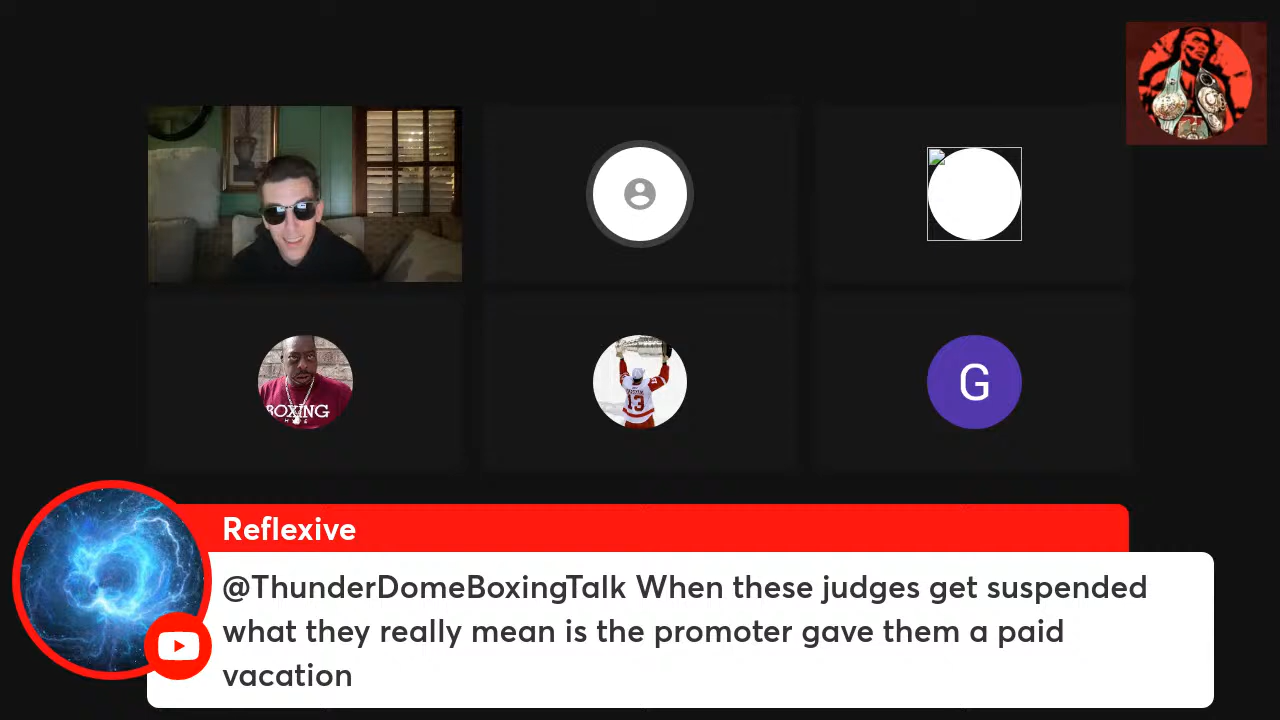 BOXING
13
G
Reflexive
@ThunderDomeBoxingTalk When these judges get suspended
what they really mean is the promoter gave them a paid
vacation